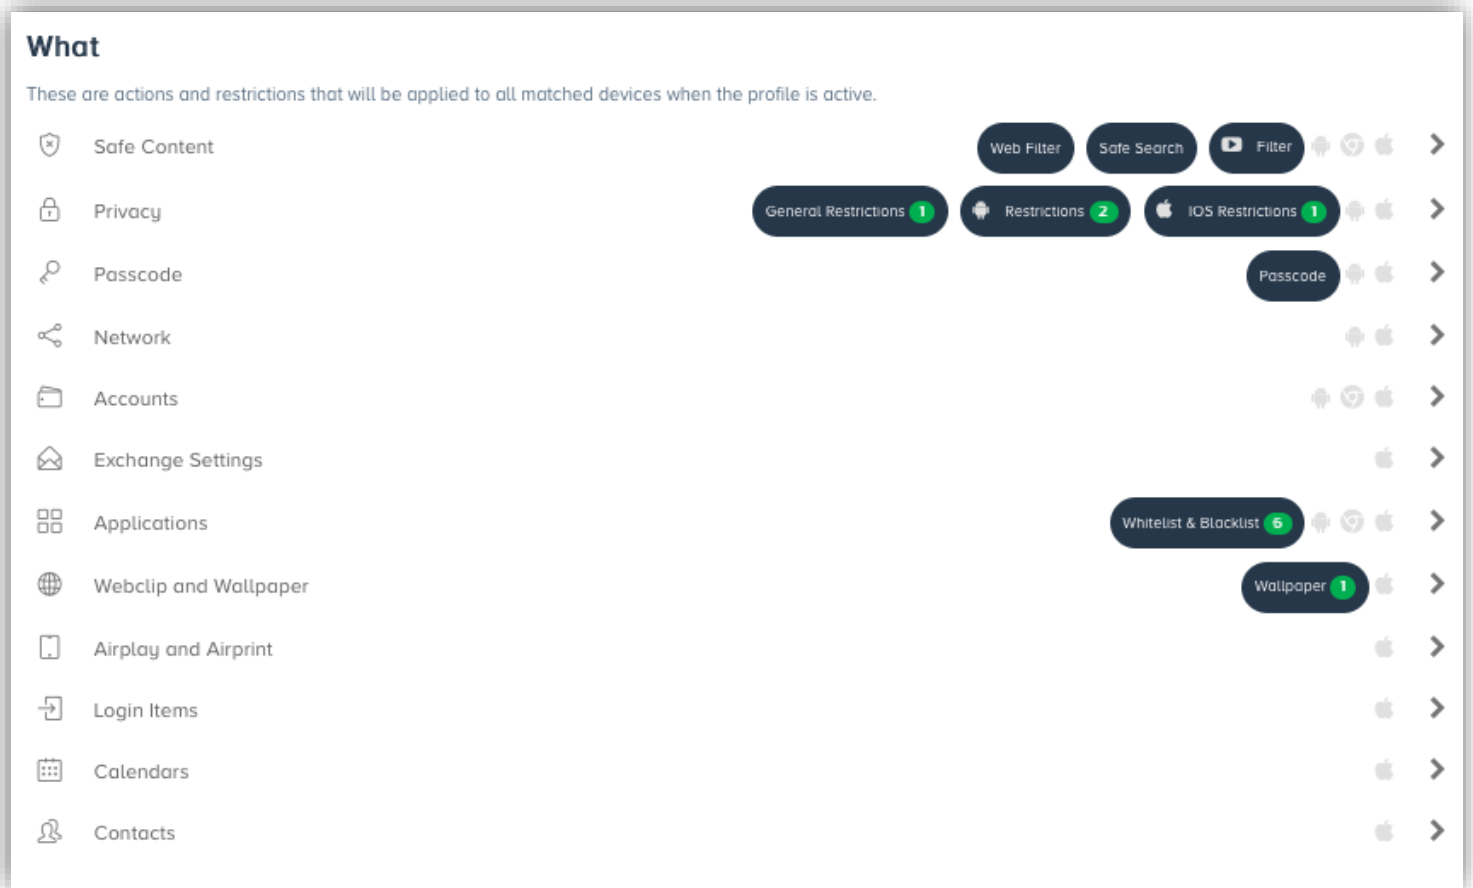 What
These are actions and restrictions that will be applied to all matched devices when the profile is active.
Safe Content Web Filter Safe Search Filter
Privacy General Restrictions 1 Restrictions 2 IOS Restrictions 1
Passcode Passcode
Network
Accounts
Exchange Settings
Applications Whitelist & Blacklist 6
Webclip and Wallpaper Wallpaper 1
Airplay and Airprint
Login Items
Calendars
Contacts